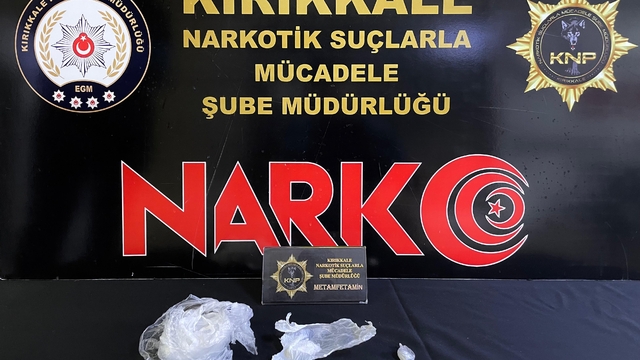 KIRIKKALE
NARKOTİK SUÇLARLA
MÜCADELE
ŞUBE MÜDÜRLÜĞÜ
EGM
KNP
NARKO
KIRIKKALE
NARKOTİK SUÇLARLA
MÜCADELE
ŞUBE MÜDÜRLÜĞÜ
KNP
METAMFETAMİN